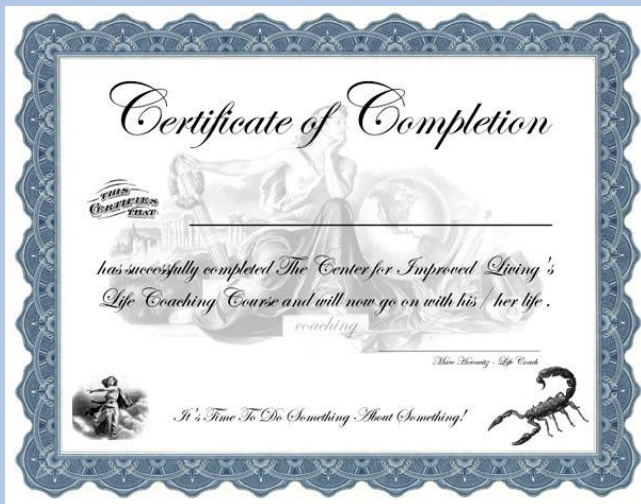 Certificate of Completion
THIS
CERTIFIES
THAT
has successfully completed The Center for Improved Living's
Life Coaching Course and will now go on with his / her life .
coaching
Marc Horowitz - Life Coach
It's Time To Do Something About Something!